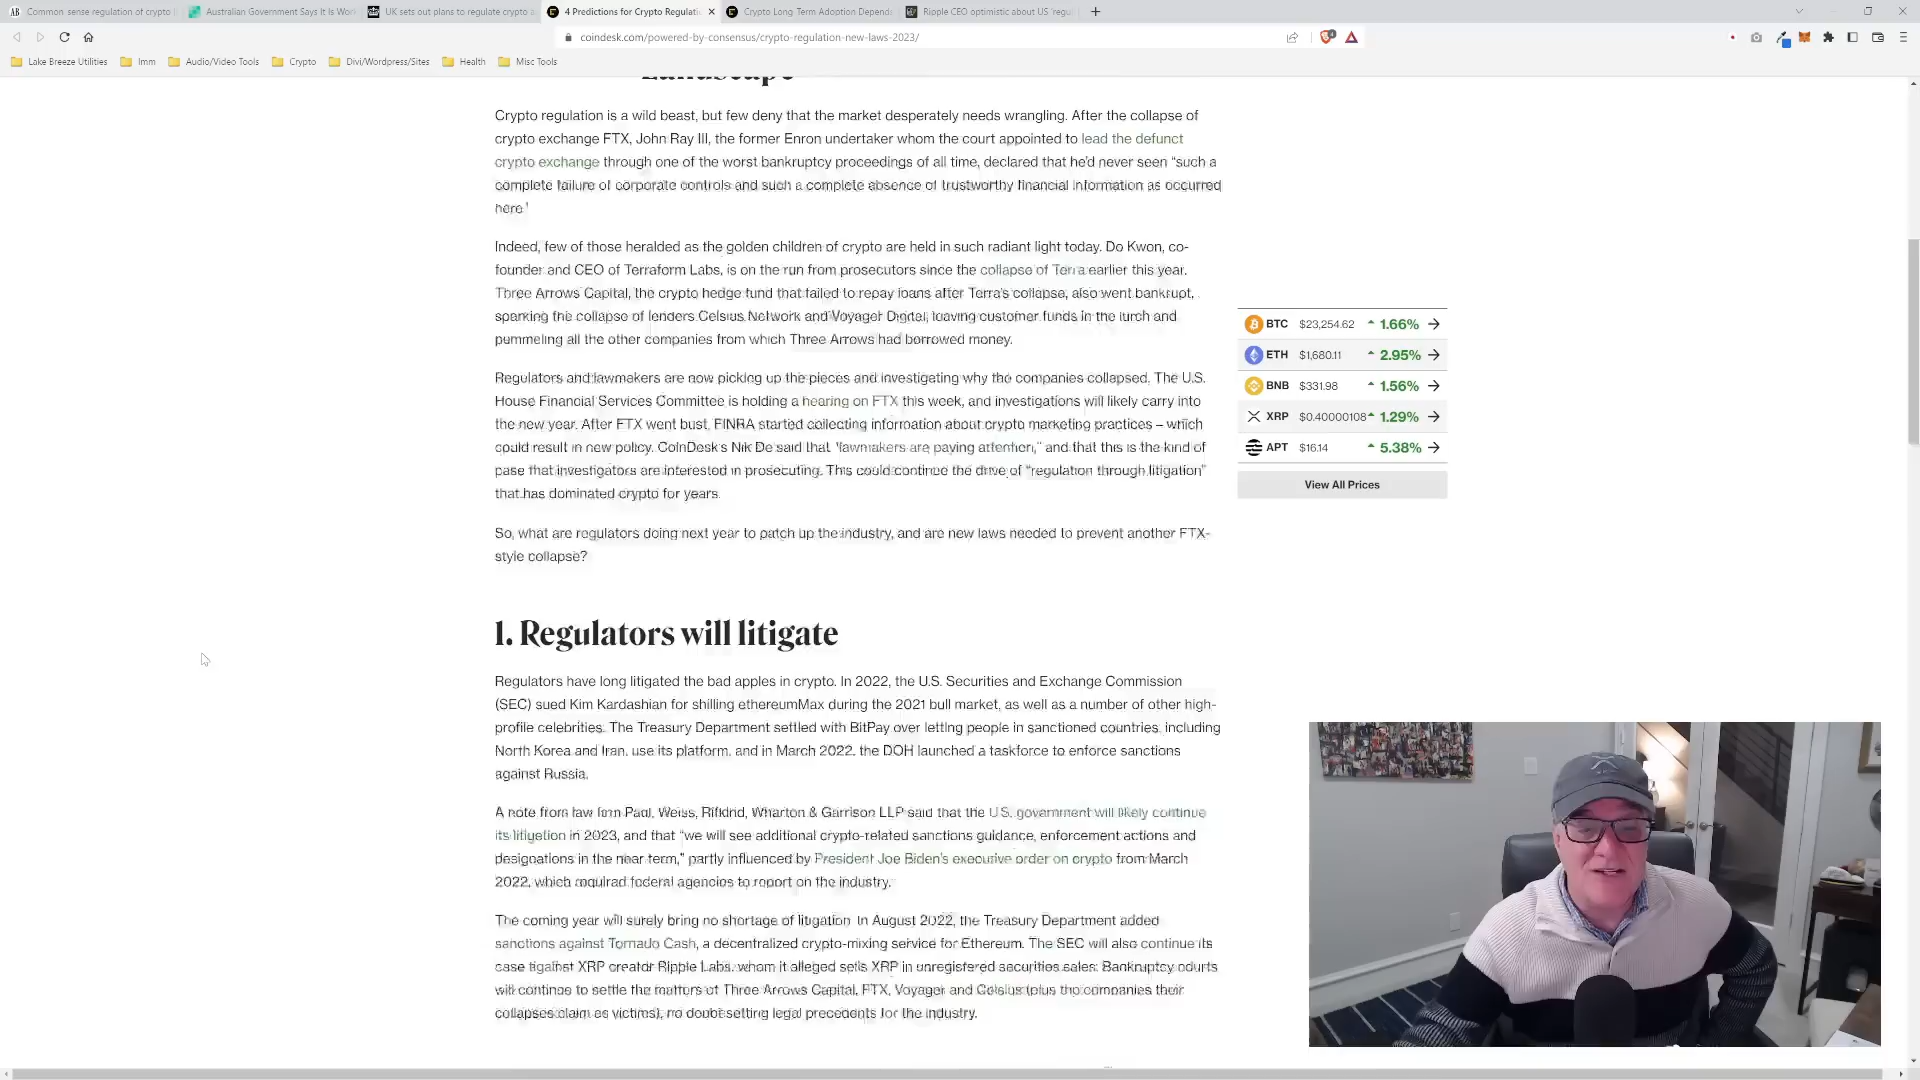 Common sense regulation of crypto
Australian Government Says It Is Wor
UK sets out plans to regulate crypto a
4 Predictions for Crypto Regulati
Crypto Long-Term Adoption Depend
Ripple CEO optimistic about US 'regu
coindesk.com/powered-by-consensus/crypto-regulation-new-laws-2023/
Lake Breeze Utilities
Imm
Audio/Video Tools
Crypto
Divi/Wordpress/Sites
Health
Misc Tools
Landscape
Crypto regulation is a wild beast, but few deny that the market desperately needs wrangling. After the collapse of
crypto exchange FTX, John Ray III, the former Enron undertaker whom the court appointed to lead the defunct
crypto exchange through one of the worst bankruptcy proceedings of all time, declared that he'd never seen “such a
complete failure of corporate controls and such a complete absence of trustworthy financial information as occurred
here.”
Indeed, few of those heralded as the golden children of crypto are held in such radiant light today. Do Kwon, co-
founder and CEO of Terraform Labs, is on the run from prosecutors since the collapse of Terra earlier this year.
Three Arrows Capital, the crypto hedge fund that failed to repay loans after Terra's collapse, also went bankrupt,
sparking the collapse of lenders Celsius Network and Voyager Digital, leaving customer funds in the lurch and
pummeling all the other companies from which Three Arrows had borrowed money.
Regulators and lawmakers are now picking up the pieces and investigating why the companies collapsed. The U.S.
House Financial Services Committee is holding a hearing on FTX this week, and investigations will likely carry into
the new year. After FTX went bust, FINRA started collecting information about crypto marketing practices – which
could result in new policy. CoinDesk's Nik De said that “lawmakers are paying attention,” and that this is the kind of
case that investigators are interested in prosecuting. This could continue the drive of “regulation through litigation”
that has dominated crypto for years.
So, what are regulators doing next year to patch up the industry, and are new laws needed to prevent another FTX-
style collapse?
BTC $23,254.62 1.66%
ETH $1,680.11 2.95%
BNB $331.98 1.56%
XRP $0.40000108 1.29%
APT $16.14 5.38%
View All Prices
1. Regulators will litigate
Regulators have long litigated the bad apples in crypto. In 2022, the U.S. Securities and Exchange Commission
(SEC) sued Kim Kardashian for shilling ethereumMax during the 2021 bull market, as well as a number of other high-
profile celebrities. The Treasury Department settled with BitPay over letting people in sanctioned countries, including
North Korea and Iran, use its platform, and in March 2022, the DOH launched a taskforce to enforce sanctions
against Russia.
A note from law firm Paul, Weiss, Rifkind, Wharton & Garrison LLP said that the U.S. government will likely continue
its litigation in 2023, and that “we will see additional crypto-related sanctions guidance, enforcement actions and
designations in the near term,” partly influenced by President Joe Biden's executive order on crypto from March
2022, which required federal agencies to report on the industry.
The coming year will surely bring no shortage of litigation. In August 2022, the Treasury Department added
sanctions against Tornado Cash, a decentralized crypto-mixing service for Ethereum. The SEC will also continue its
case against XRP creator Ripple Labs, whom it alleged sells XRP in unregistered securities sales. Bankruptcy courts
will continue to settle the matters of Three Arrows Capital, FTX, Voyager and Celsius (plus the companies their
collapses claim as victims), no doubt setting legal precedents for the industry.